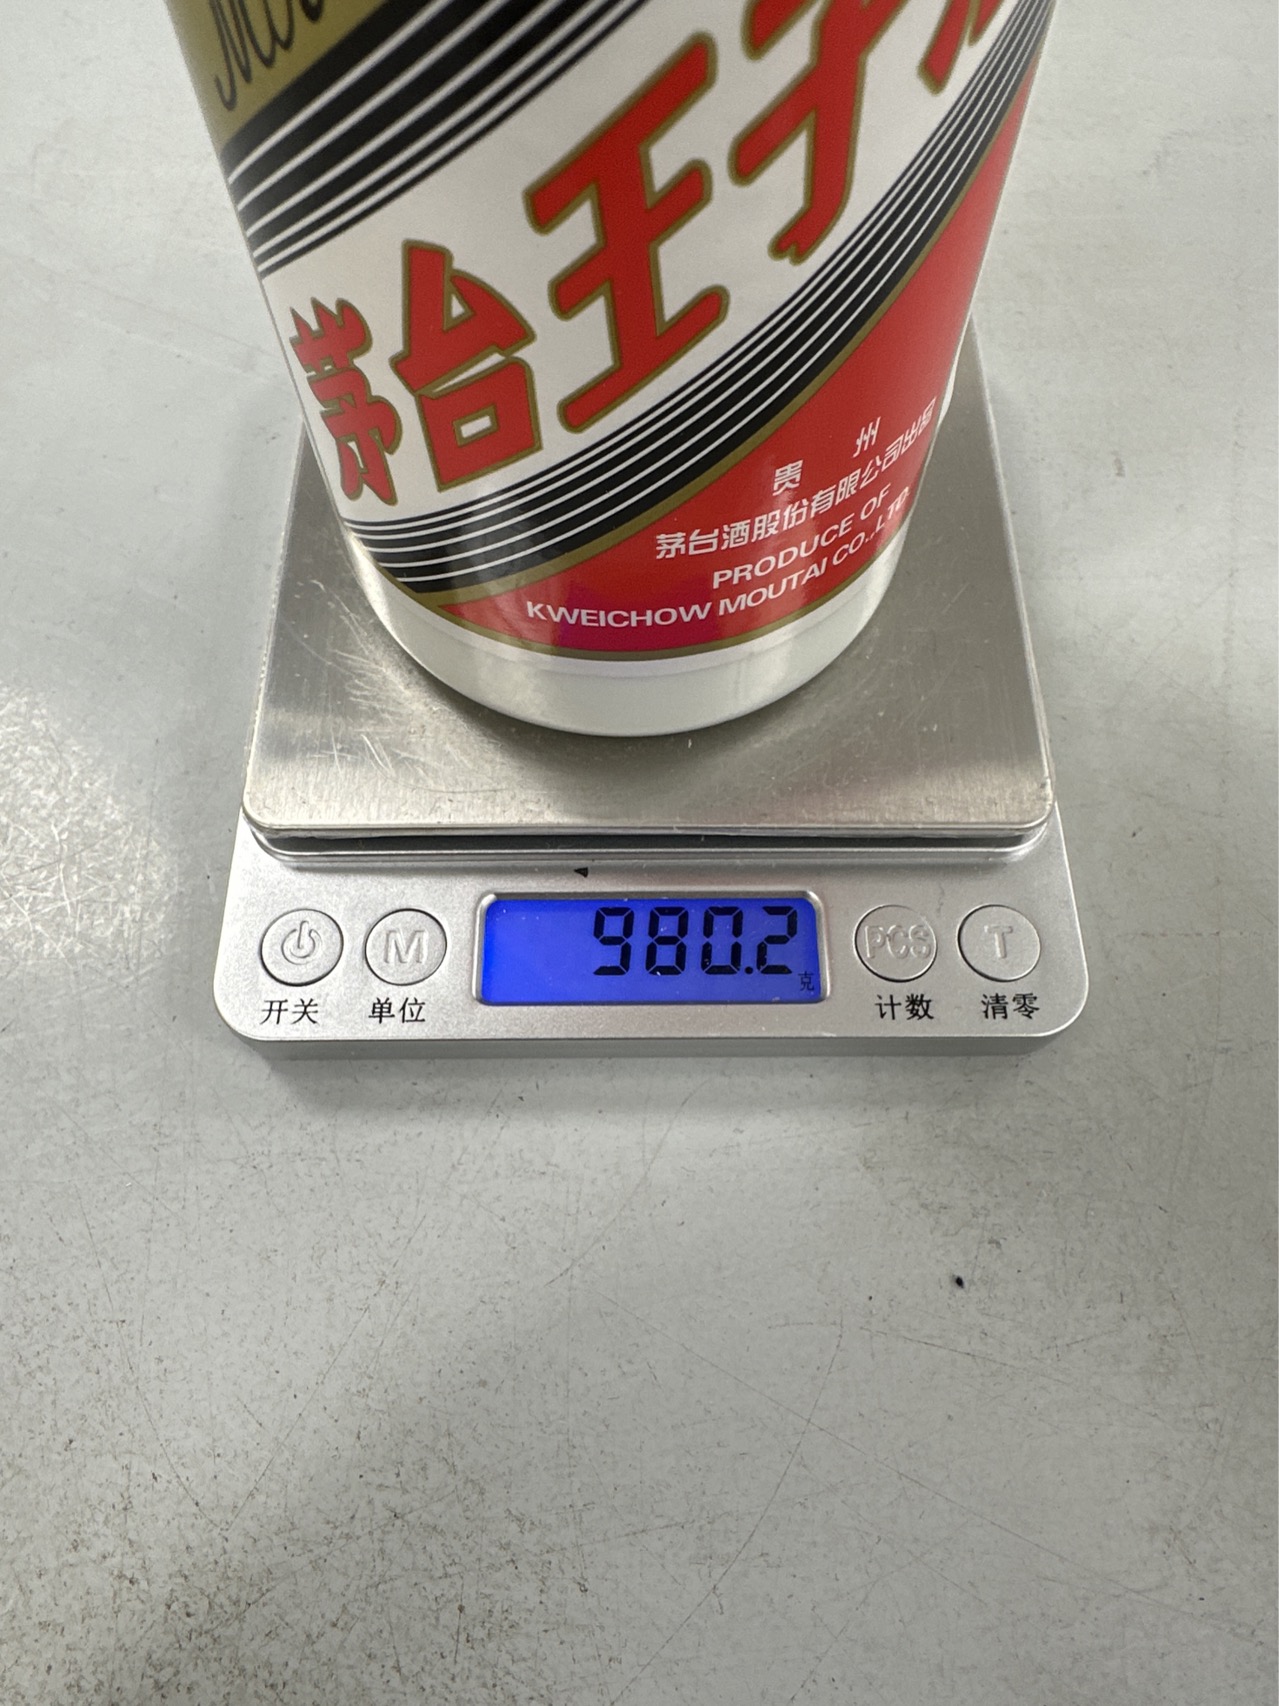 茅台王子
贵州
茅台酒股份有限公司出品
PRODUCE OF
KWEICHOW MOUTAI CO.,LTD.
980.2
克
M
PCS
T
开关
单位
计数
清零